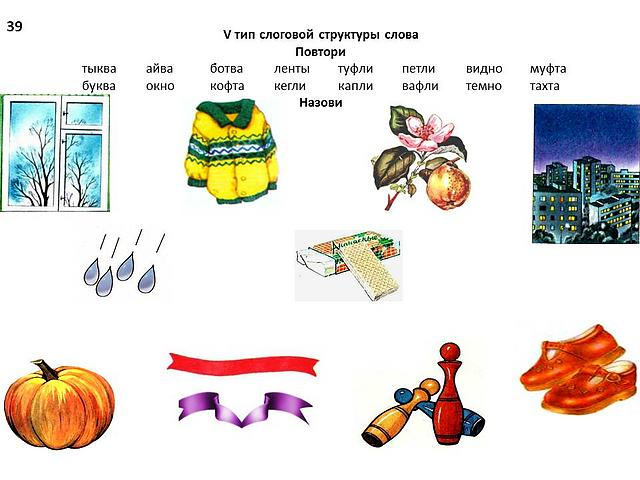 39
V тип слоговой структуры слова
Повтори
тыква айва ботва ленты туфли петли видно муфта
буква окно кофта кегли капли вафли темно тахта
Назови